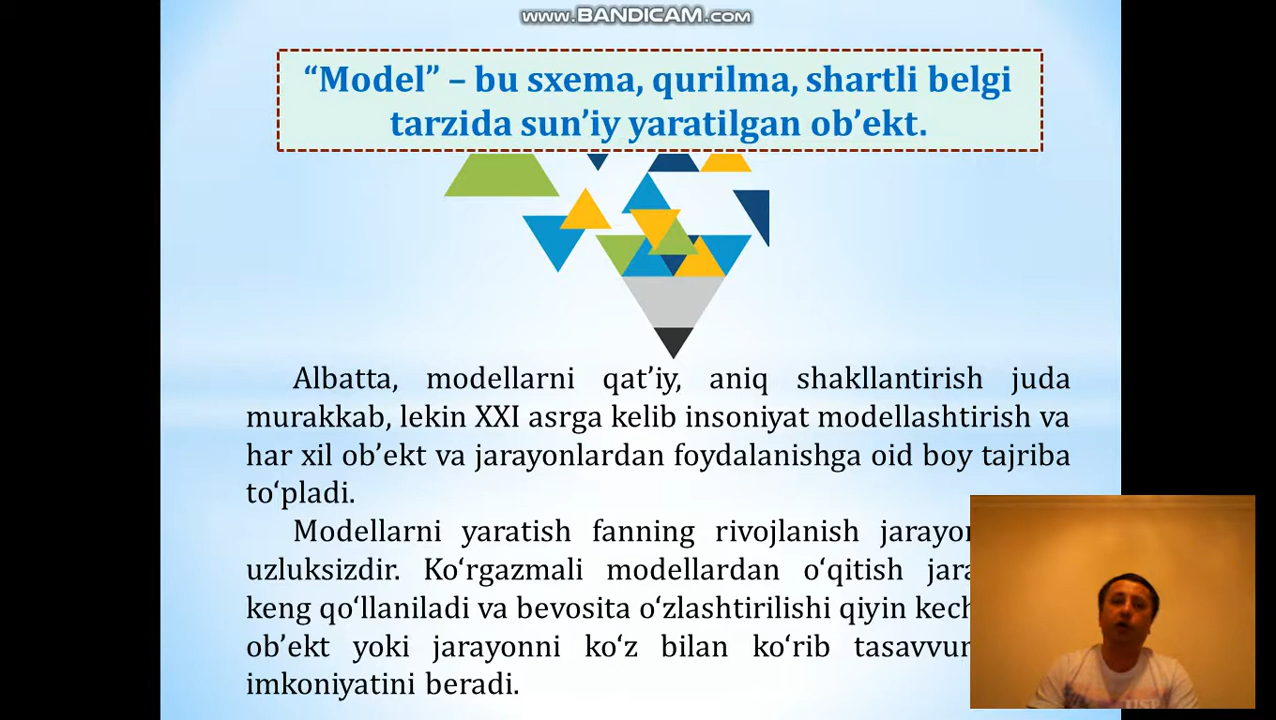 www.BANDICAM.com
“Model” – bu sxema, qurilma, shartli belgi
tarzida sun’iy yaratilgan ob’ekt.
Albatta, modellarni qat’iy, aniq shakllantirish juda
murakkab, lekin XXI asrga kelib insoniyat modellashtirish va
har xil ob’ekt va jarayonlardan foydalanishga oid boy tajriba
to‘pladi.
Modellarni yaratish fanning rivojlanish
uzluksizdir. Ko‘rgazmali modellardan o‘qitish
keng qo‘llaniladi va bevosita o‘zlashtirilishi qiyin
ob’ekt yoki jarayonni ko‘z bilan ko‘rib
imkoniyatini beradi.